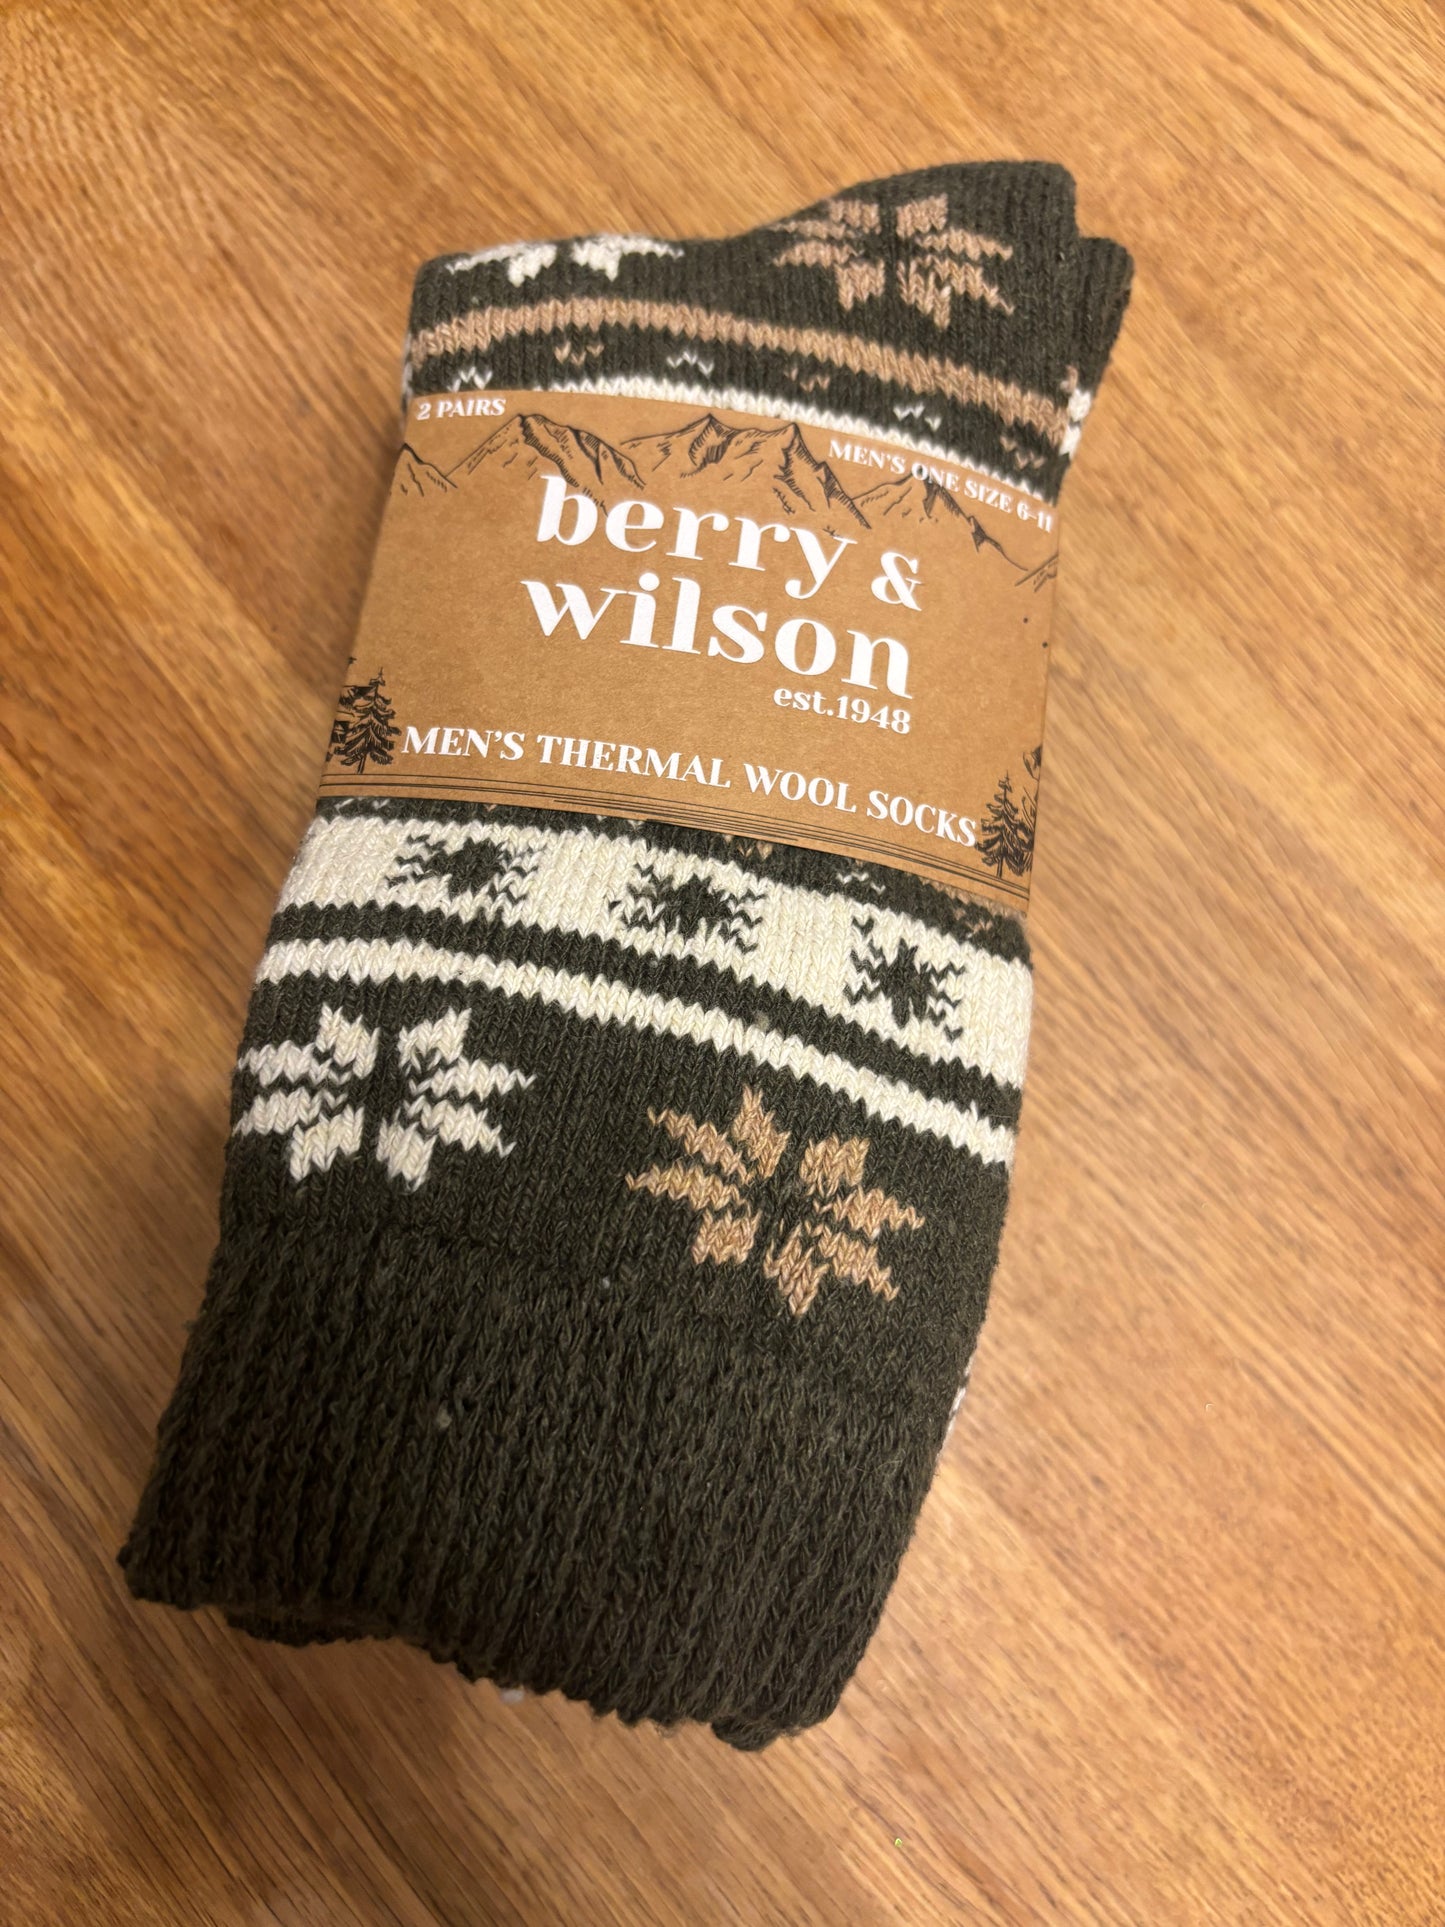 2 PAIRS
MEN'S ONE SIZE 6-11
berry &
wilson
est.1948
MEN'S THERMAL WOOL SOCKS